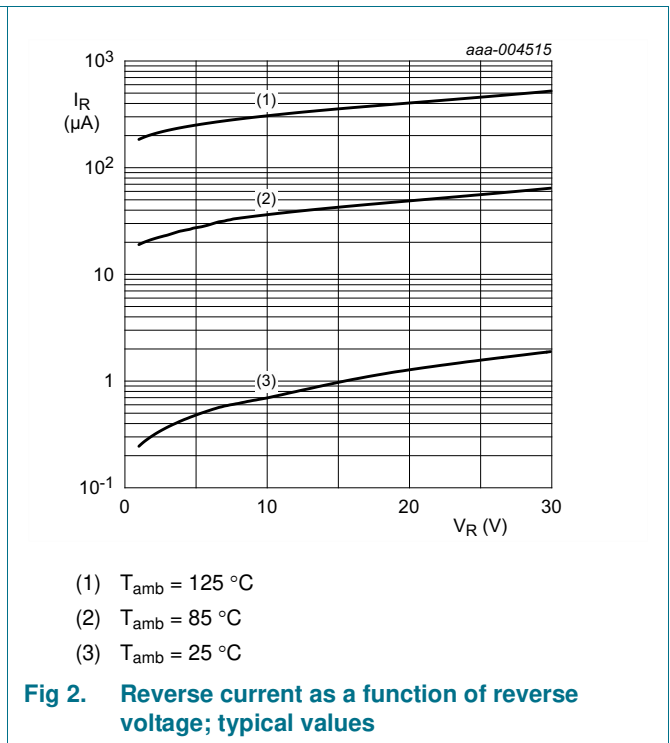 aaa-004515
10³
I_R
(µA)
(1)
10²
(2)
10
1
(3)
10⁻¹
0 10 20 30
V_R (V)
(1) T_amb = 125 °C
(2) T_amb = 85 °C
(3) T_amb = 25 °C
Fig 2. Reverse current as a function of reverse
voltage; typical values